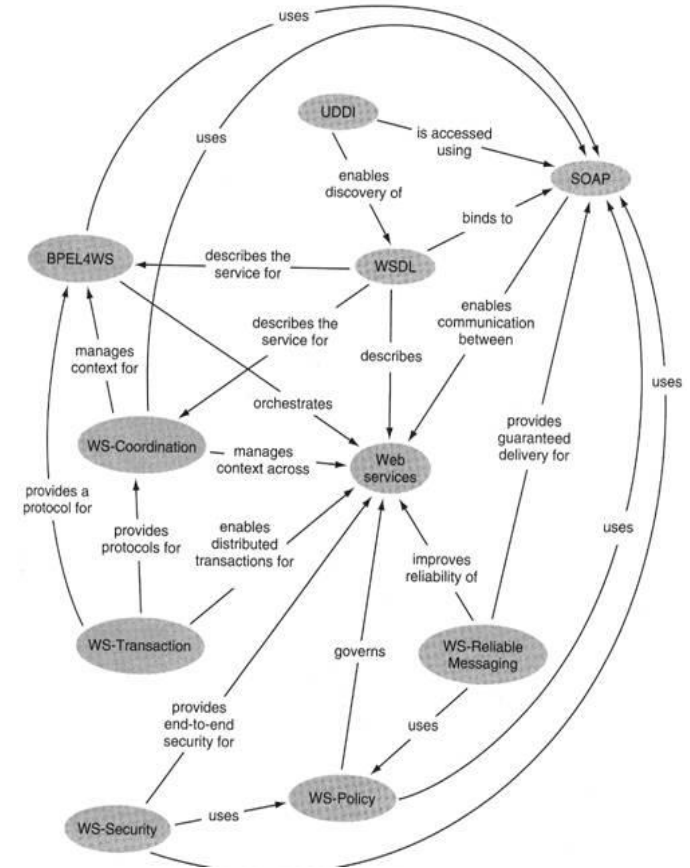 uses
UDDI
uses
is accessed
using
SOAP
enables
discovery of
binds to
BPEL4WS
describes the
service for
WSDL
enables
communication
between
describes the
service for
describes
manages
context for
uses
orchestrates
provides
guaranteed
delivery for
WS-Coordination
manages
context across
Web
services
provides a
protocol for
provides
protocols for
enables
distributed
transactions for
uses
improves
reliability of
WS-Transaction
governs
WS-Reliable
Messaging
provides
end-to-end
security for
uses
WS-Policy
uses
WS-Security